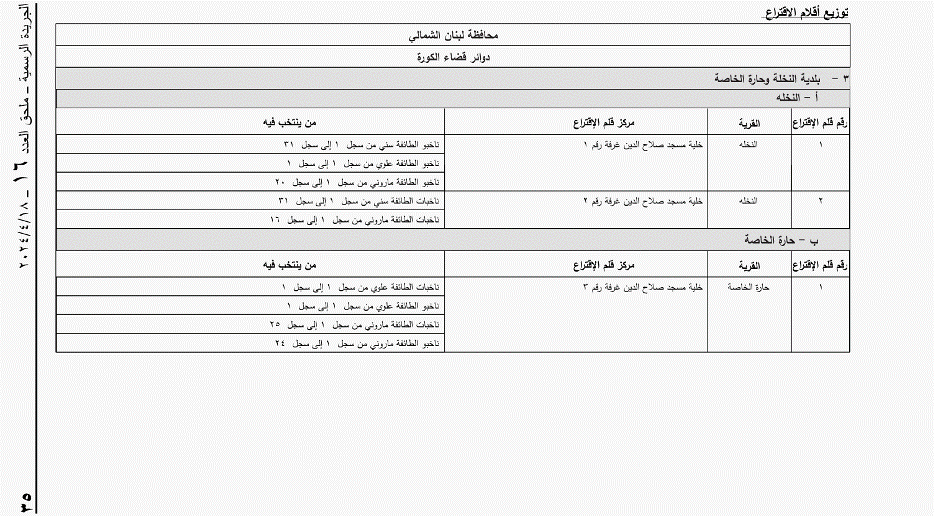 توزيع أقلام الاقتراع
محافظة لبنان الشمالي
دوائر قضاء الكورة
٣ - بلدية النخلة وحارة الخاصة
أ - النخله
رقم قلم الإقتراع القرية مركز قلم الإقتراع من ينتخب فيه
١ النخله خلية مسجد صلاح الدين غرفة رقم ١ ناخبو الطائفة سني من سجل ١ إلى سجل ٣١
ناخبو الطائفة علوي من سجل ١ إلى سجل ١
ناخبو الطائفة ماروني من سجل ١ إلى سجل ٢٠
٢ النخله خلية مسجد صلاح الدين غرفة رقم ٢ ناخبات الطائفة سني من سجل ١ إلى سجل ٣١
ناخبات الطائفة ماروني من سجل ١ إلى سجل ١٦
ب - حارة الخاصة
رقم قلم الإقتراع القرية مركز قلم الإقتراع من ينتخب فيه
١ حارة الخاصة خلية مسجد صلاح الدين غرفة رقم ٣ ناخبات الطائفة علوي من سجل ١ إلى سجل ١
ناخبو الطائفة علوي من سجل ١ إلى سجل ١
ناخبات الطائفة ماروني من سجل ١ إلى سجل ٢٥
ناخبو الطائفة ماروني من سجل ١ إلى سجل ٢٤
الجريدة الرسمية - ملحق العدد ١٦ - ٢٠٢٤/٤/١٨
٣٥